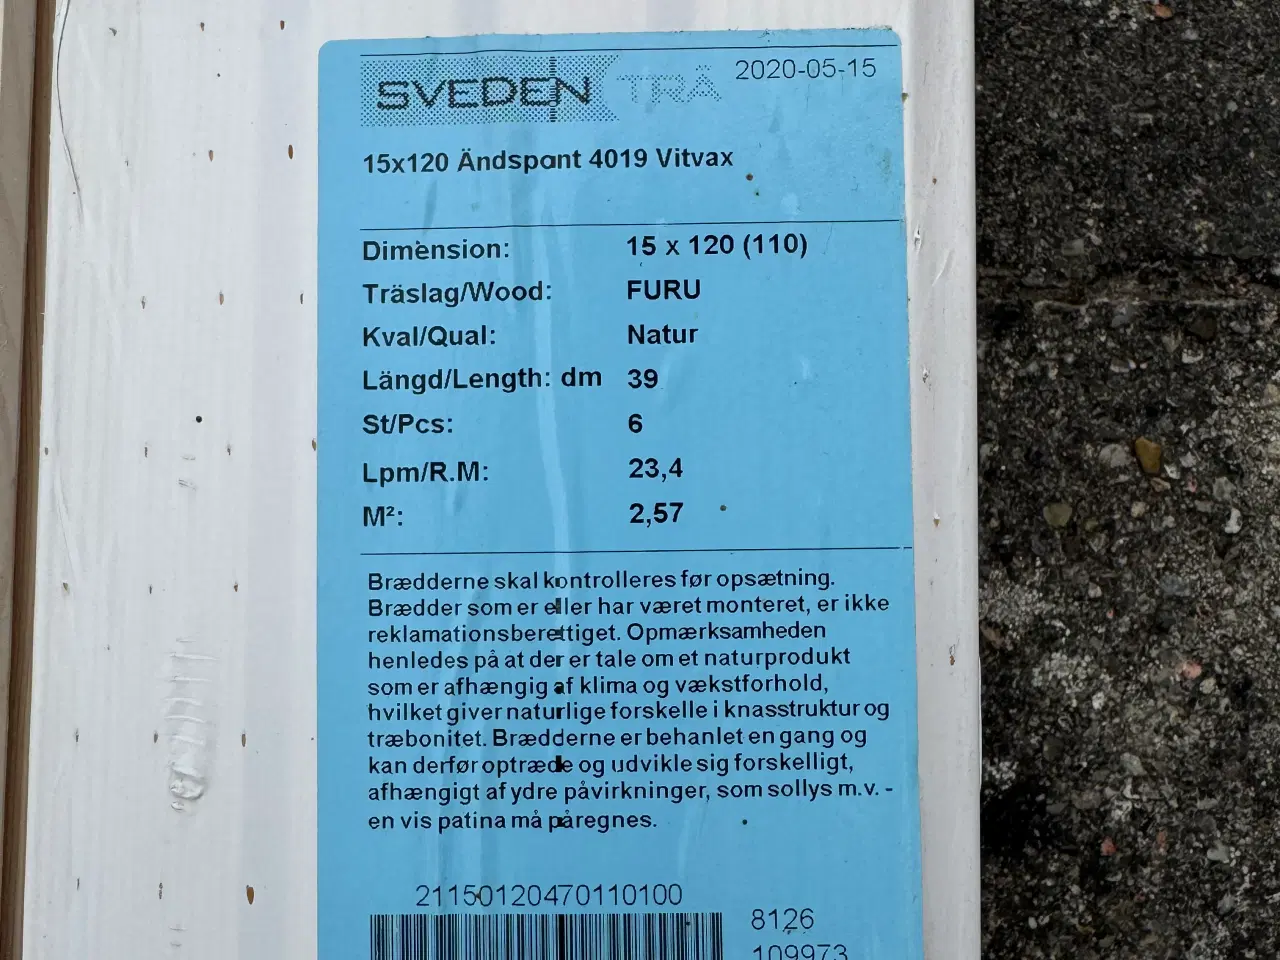 SVEDEN TRÄ 2020-05-15
15x120 Ändspont 4019 Vitvax
Dimension: 15 x 120 (110)
Träslag/Wood: FURU
Kval/Qual: Natur
Längd/Length: dm 39
St/Pcs: 6
Lpm/R.M: 23,4
M²: 2,57
Brædderne skal kontrolleres før opsætning.
Brædder som er eller har været monteret, er ikke
reklamationsberettiget. Opmærksamheden
henledes på at der er tale om et naturprodukt
som er afhængig af klima og vækstforhold,
hvilket giver naturlige forskelle i knasstruktur og
træbonitet. Brædderne er behanlet en gang og
kan derfor optræde og udvikle sig forskelligt,
afhængigt af ydre påvirkninger, som sollys m.v. -
en vis patina må påregnes.
21150120470110100
8126
109973